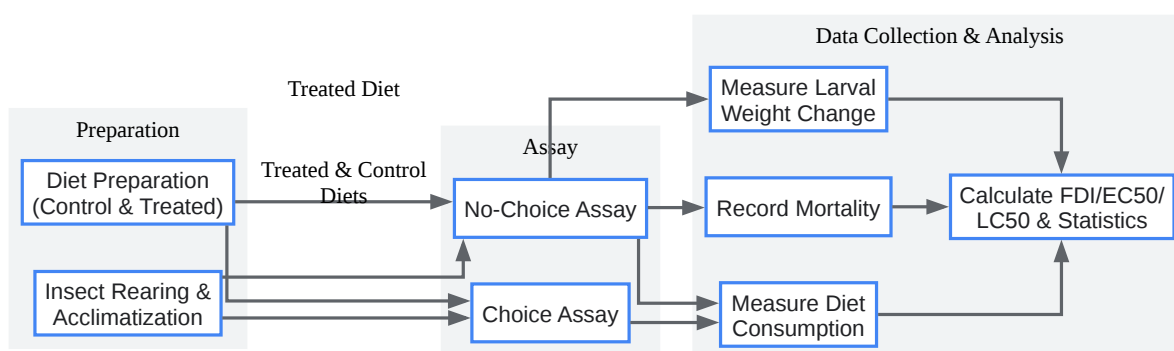 Data Collection & Analysis
Measure Larval
Weight Change
Treated Diet
Preparation
Assay
Diet Preparation
(Control & Treated)
Treated & Control
Diets
No-Choice Assay
Record Mortality
Calculate FDI/EC50/
LC50 & Statistics
Insect Rearing &
Acclimatization
Choice Assay
Measure Diet
Consumption